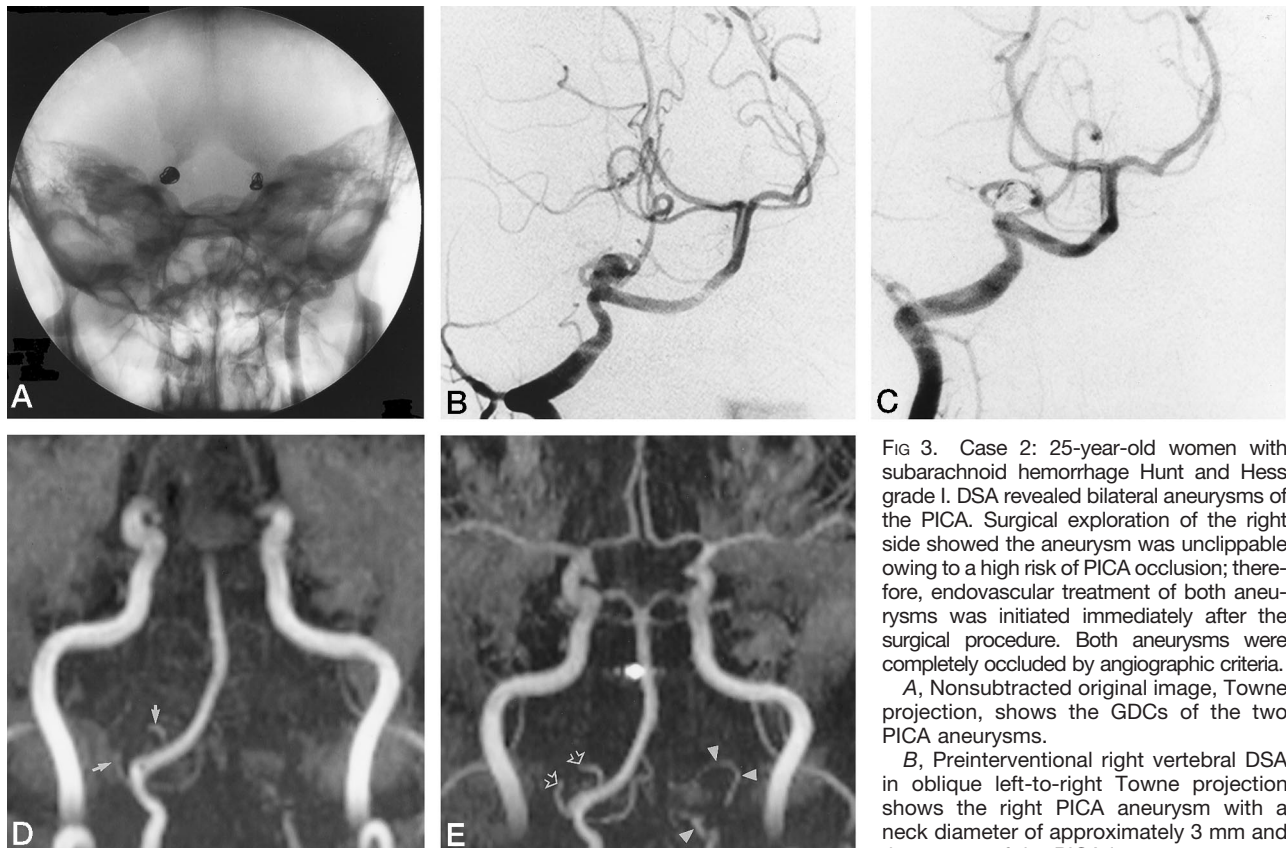 A
B
C
D
E
FIG 3. Case 2: 25-year-old women with
subarachnoid hemorrhage Hunt and Hess
grade I. DSA revealed bilateral aneurysms of
the PICA. Surgical exploration of the right
side showed the aneurysm was unclippable
owing to a high risk of PICA occlusion; there-
fore, endovascular treatment of both aneu-
rysms was initiated immediately after the
surgical procedure. Both aneurysms were
completely occluded by angiographic criteria.
A, Nonsubtracted original image, Towne
projection, shows the GDCs of the two
PICA aneurysms.
B, Preinterventional right vertebral DSA
in oblique left-to-right Towne projection
shows the right PICA aneurysm with a
neck diameter of approximately 3 mm and